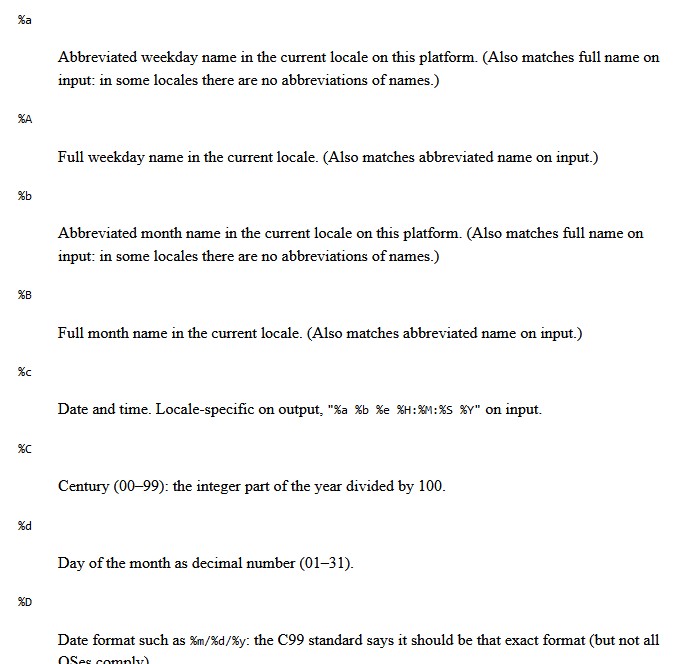 %a
Abbreviated weekday name in the current locale on this platform. (Also matches full name on
input: in some locales there are no abbreviations of names.)
%A
Full weekday name in the current locale. (Also matches abbreviated name on input.)
%b
Abbreviated month name in the current locale on this platform. (Also matches full name on
input: in some locales there are no abbreviations of names.)
%B
Full month name in the current locale. (Also matches abbreviated name on input.)
%c
Date and time. Locale-specific on output, "%a %b %e %H:%M:%S %Y" on input.
%C
Century (00–99): the integer part of the year divided by 100.
%d
Day of the month as decimal number (01–31).
%D
Date format such as %m/%d/%y: the C99 standard says it should be that exact format (but not all
OSes comply)